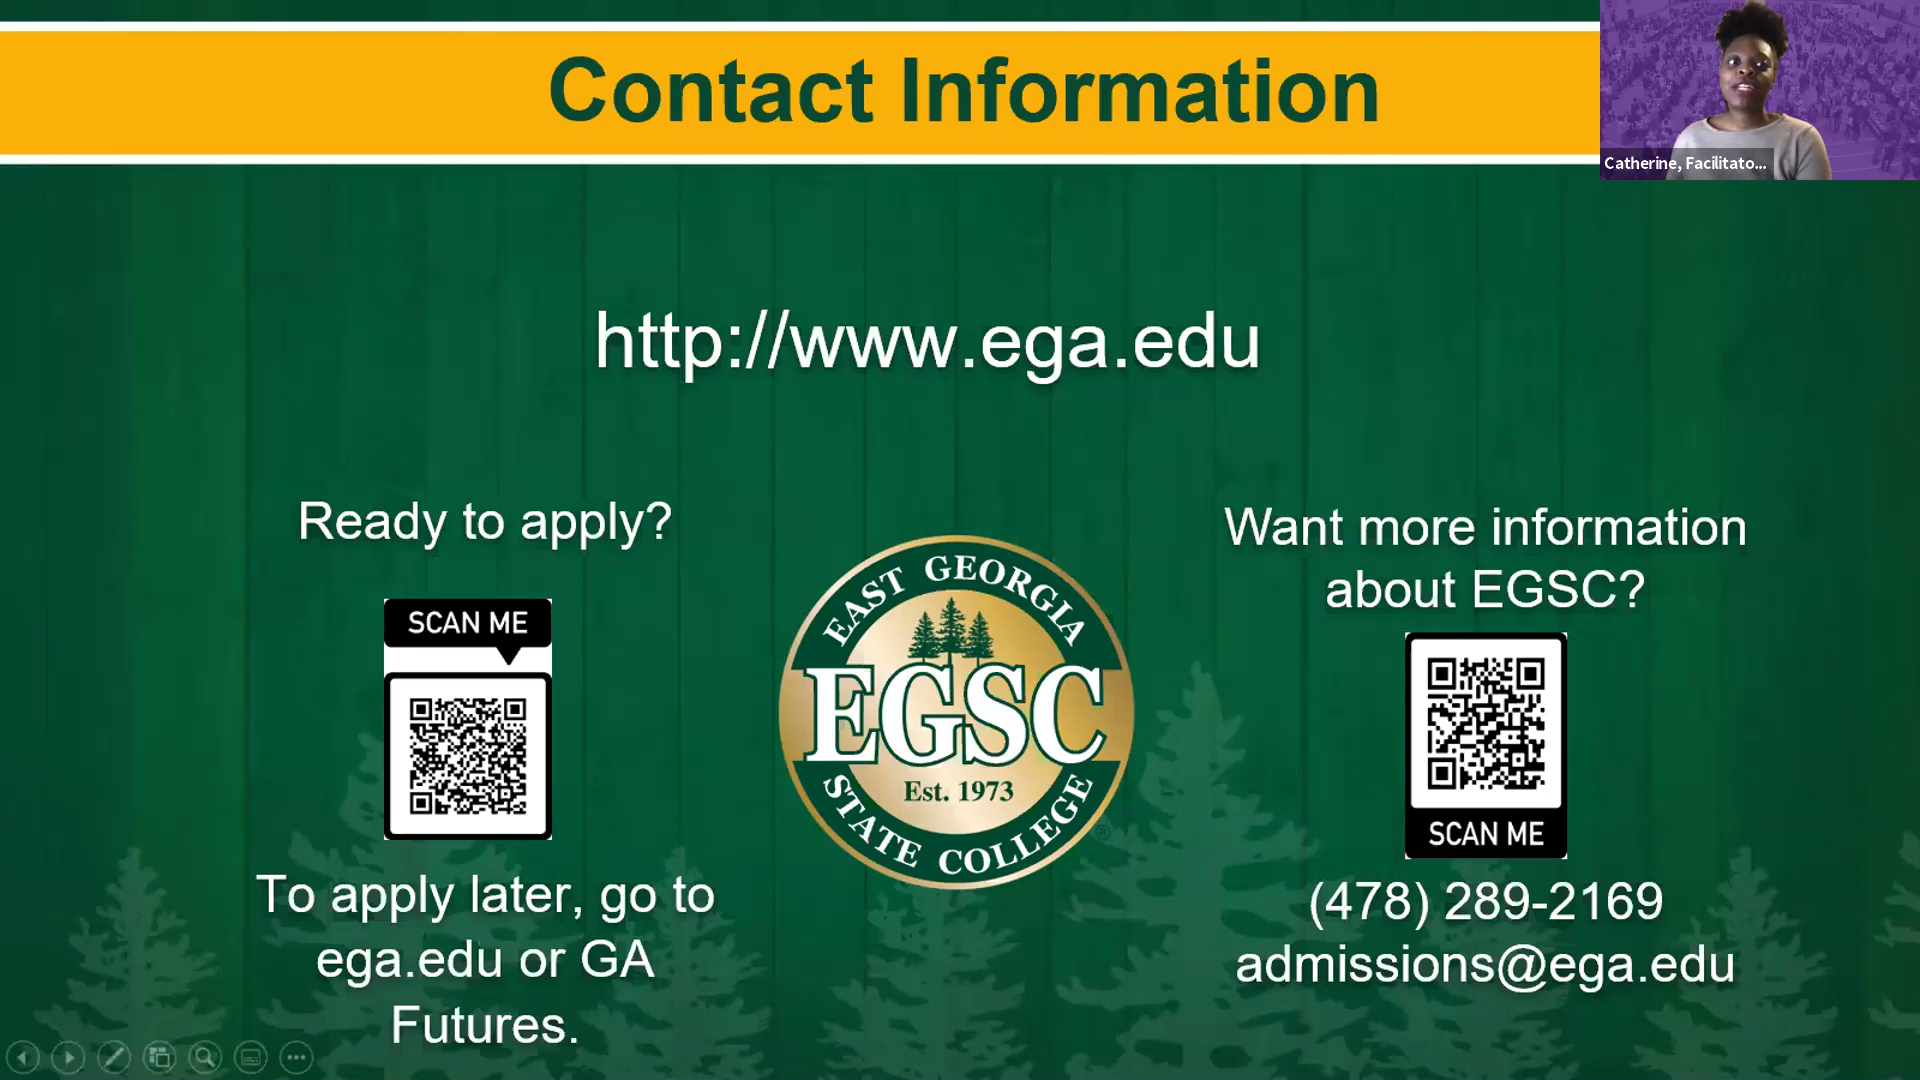 Contact Information
Catherine, Facilitato...
http://www.ega.edu
Ready to apply?
SCAN ME
To apply later, go to
ega.edu or GA
Futures.
EAST GEORGIA
EGSC
Est. 1973
STATE COLLEGE
®
Want more information
about EGSC?
SCAN ME
(478) 289-2169
admissions@ega.edu